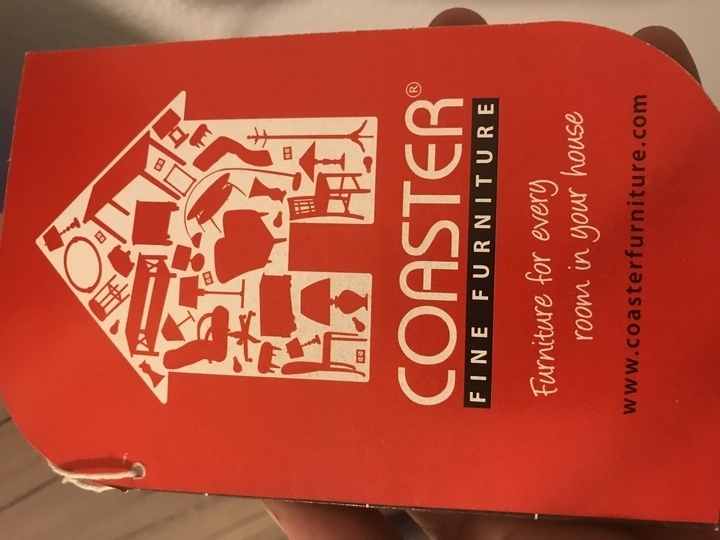 COASTER®
FINE FURNITURE
Furniture for every
room in your house
www.coasterfurniture.com